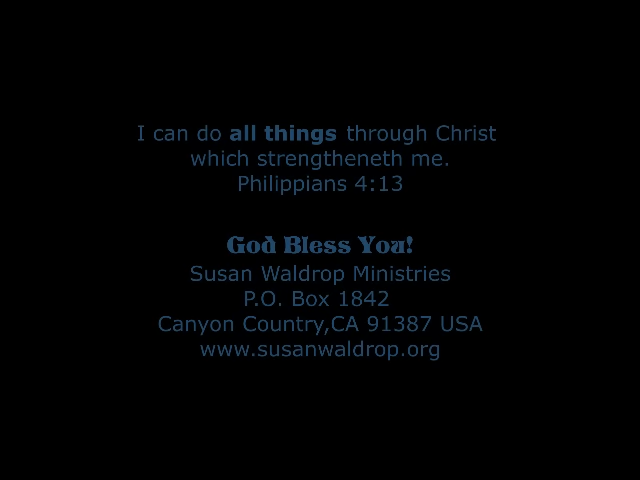 I can do all things through Christ
which strengtheneth me.
Philippians 4:13
God Bless You!
Susan Waldrop Ministries
P.O. Box 1842
Canyon Country,CA 91387 USA
www.susanwaldrop.org